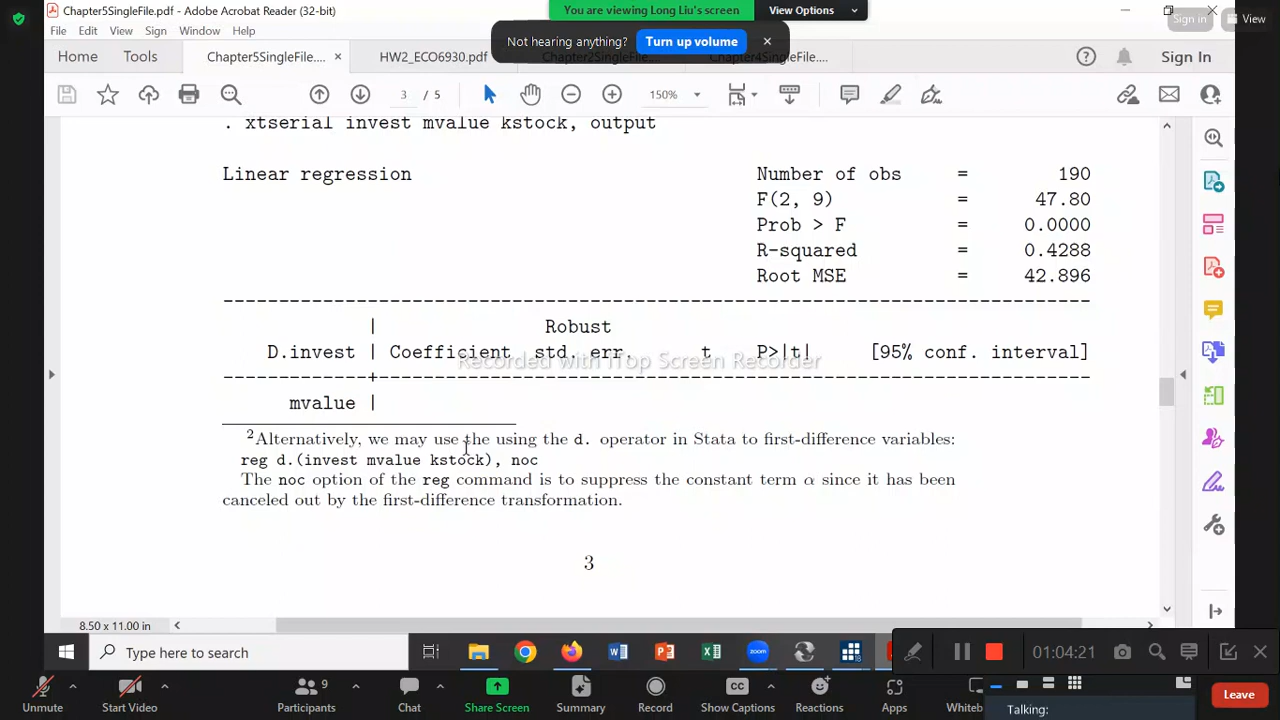 Chapter5SingleFile.pdf - Adobe Acrobat Reader (32-bit)
You are viewing Long Liu's screen
View Options
File Edit View Sign Window Help
Sign in
View
Not hearing anything? Turn up volume
Home Tools Chapter5SingleFile.... × HW2_ECO6930.pdf Chapter2SingleFile.... Chapter4SingleFile.... Sign In
3 / 5
150%
. xtserial invest mvalue kstock, output
Linear regression Number of obs = 190
F(2, 9) = 47.80
Prob > F = 0.0000
R-squared = 0.4288
Root MSE = 42.896
| Robust
D.invest | Coefficient std. err. t P>|t| [95% conf. interval]
Recorded with iTop Screen Recorder
mvalue |
2Alternatively, we may use the using the d. operator in Stata to first-difference variables:
reg d.(invest mvalue kstock), noc
The noc option of the reg command is to suppress the constant term α since it has been
canceled out by the first-difference transformation.
3
8.50 x 11.00 in
Type here to search
zoom
01:04:21
9
Unmute Start Video Participants Chat Share Screen Summary Record Show Captions Reactions Apps Whiteb
Talking:
Leave